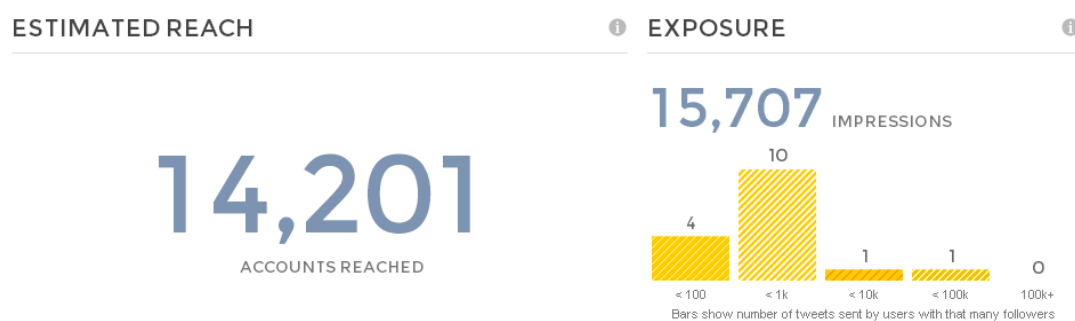 ESTIMATED REACH
14,201
ACCOUNTS REACHED
EXPOSURE
15,707 IMPRESSIONS
4 10 1 1 0
< 100 < 1k < 10k < 100k 100k+
Bars show number of tweets sent by users with that many followers